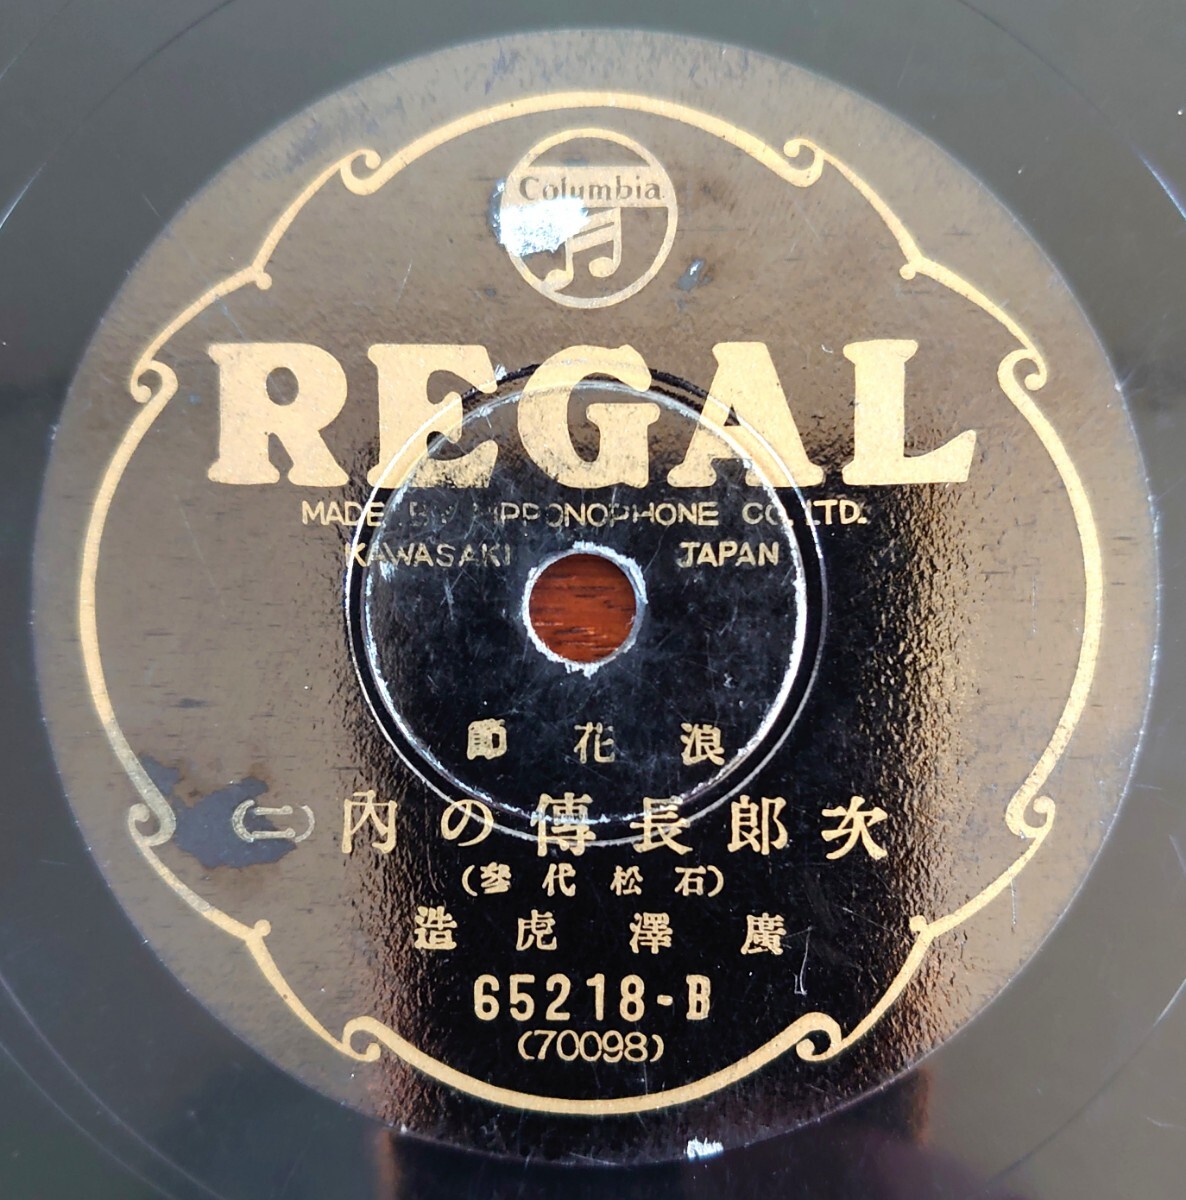 Columbia
REGAL
MADE BY NIPPONOPHONE CO. LTD.
KAWASAKI JAPAN
浪花節
次郎長傳の內(二)
(石松代參)
廣澤虎造
65218-B
(70098)